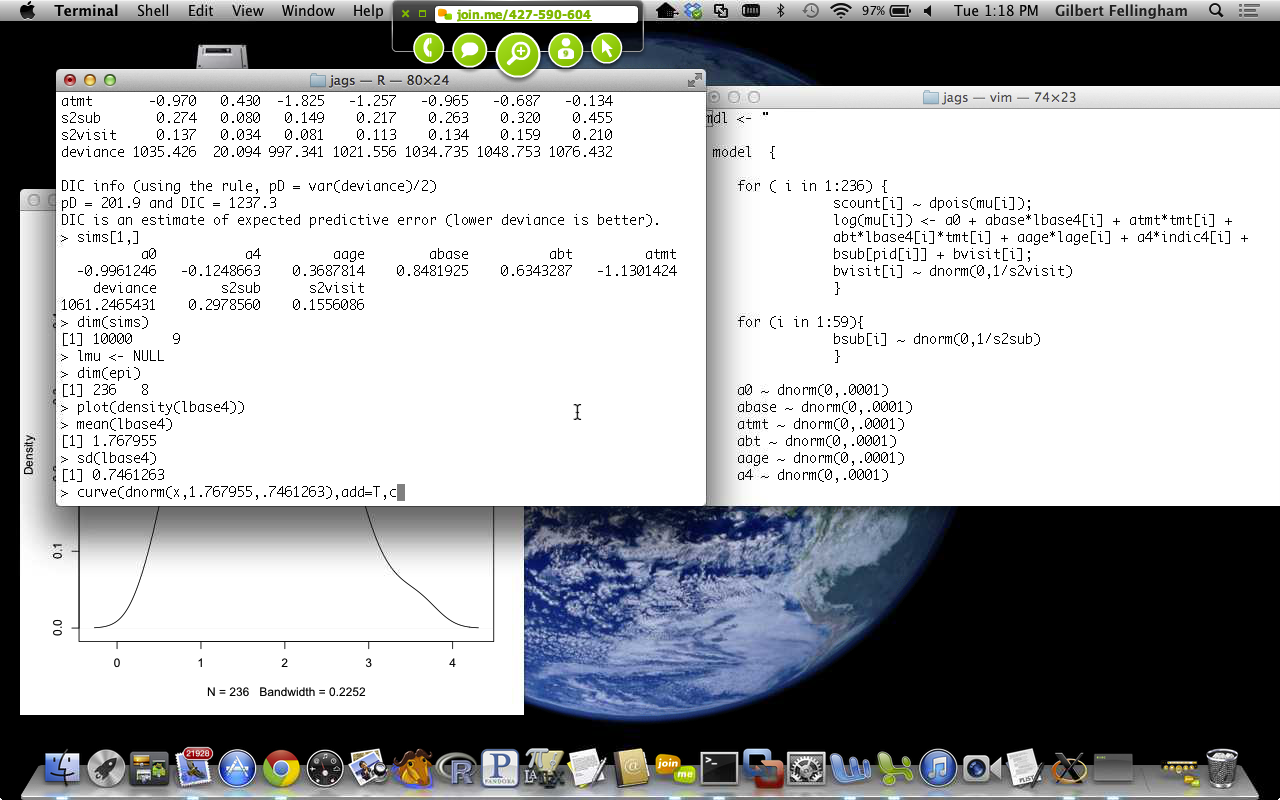 Terminal Shell Edit View Window Help
join.me/427-590-604
97% Tue 1:18 PM Gilbert Fellingham
jags — R — 80×24
atmt -0.970 0.430 -1.825 -1.257 -0.965 -0.687 -0.134
s2sub 0.274 0.080 0.149 0.217 0.263 0.320 0.455
s2visit 0.137 0.034 0.081 0.113 0.134 0.159 0.210
deviance 1035.426 20.094 997.341 1021.556 1034.735 1048.753 1076.432
DIC info (using the rule, pD = var(deviance)/2)
pD = 201.9 and DIC = 1237.3
DIC is an estimate of expected predictive error (lower deviance is better).
> sims[1,]
a0 a4 aage abase abt atmt
-0.9961246 -0.1248663 0.3687814 0.8481925 0.6343287 -1.1301424
deviance s2sub s2visit
1061.2465431 0.2978560 0.1556086
> dim(sims)
[1] 10000 9
> lmu <- NULL
> dim(epi)
[1] 236 8
> plot(density(lbase4))
> mean(lbase4)
[1] 1.767955
> sd(lbase4)
[1] 0.7461263
> curve(dnorm(x,1.767955,.7461263),add=T,c
jags — vim — 74×23
mdl <- "
model {
for ( i in 1:236) {
scount[i] ~ dpois(mu[i]);
log(mu[i]) <- a0 + abase*lbase4[i] + atmt*tmt[i] +
abt*lbase4[i]*tmt[i] + aage*lage[i] + a4*indic4[i] +
bsub[pid[i]] + bvisit[i];
bvisit[i] ~ dnorm(0,1/s2visit)
}
for (i in 1:59){
bsub[i] ~ dnorm(0,1/s2sub)
}
a0 ~ dnorm(0,.0001)
abase ~ dnorm(0,.0001)
atmt ~ dnorm(0,.0001)
abt ~ dnorm(0,.0001)
aage ~ dnorm(0,.0001)
a4 ~ dnorm(0,.0001)
Density
0.1
0.0
0 1 2 3 4
N = 236 Bandwidth = 0.2252
21928
PANDORA
join me
PLIST